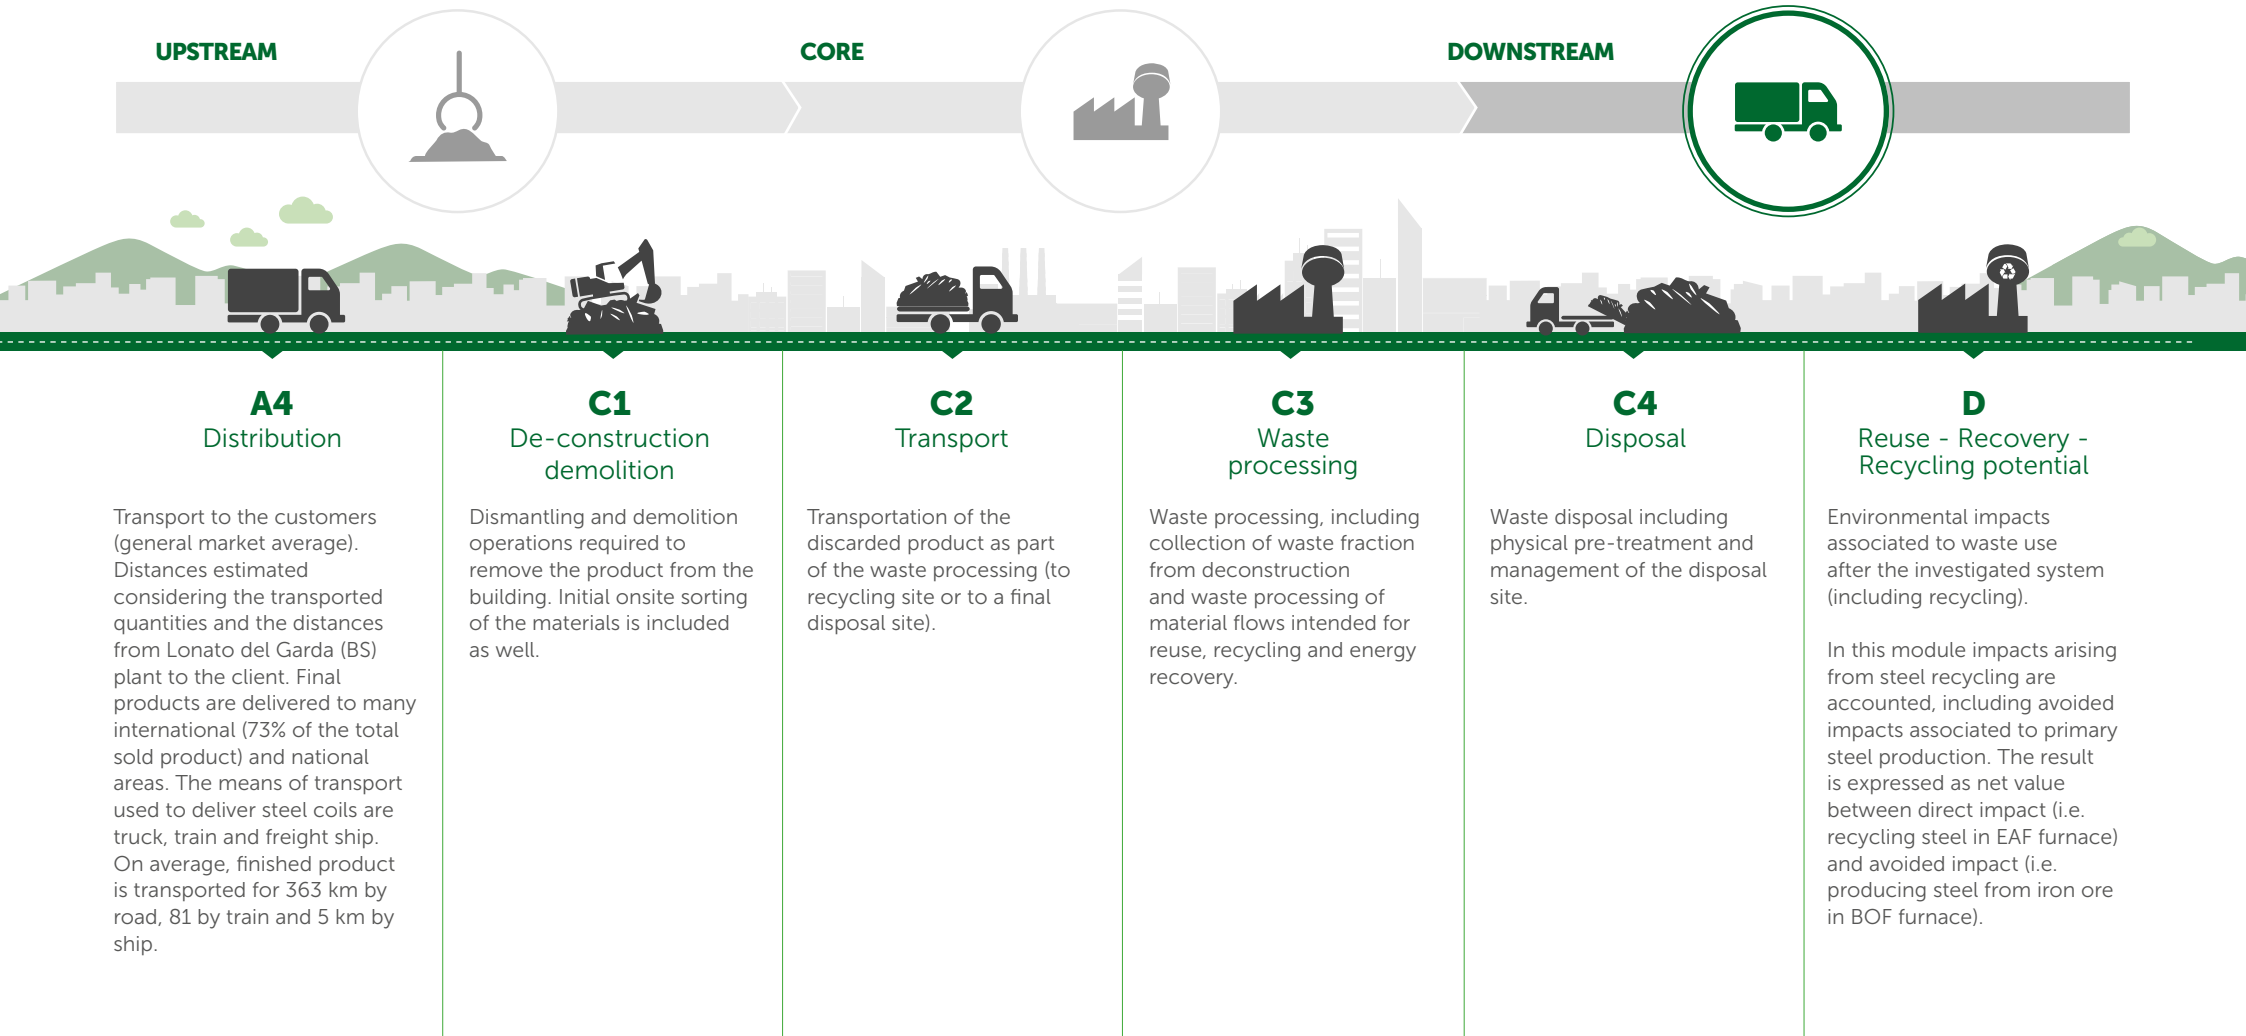 UPSTREAM
CORE
DOWNSTREAM
A4
Distribution
Transport to the customers
(general market average).
Distances estimated
considering the transported
quantities and the distances
from Lonato del Garda (BS)
plant to the client. Final
products are delivered to many
international (73% of the total
sold product) and national
areas. The means of transport
used to deliver steel coils are
truck, train and freight ship.
On average, finished product
is transported for 363 km by
road, 81 by train and 5 km by
ship.
C1
De-construction
demolition
Dismantling and demolition
operations required to
remove the product from the
building. Initial onsite sorting
of the materials is included
as well.
C2
Transport
Transportation of the
discarded product as part
of the waste processing (to
recycling site or to a final
disposal site).
C3
Waste
processing
Waste processing, including
collection of waste fraction
from deconstruction
and waste processing of
material flows intended for
reuse, recycling and energy
recovery.
C4
Disposal
Waste disposal including
physical pre-treatment and
management of the disposal
site.
D
Reuse - Recovery -
Recycling potential
Environmental impacts
associated to waste use
after the investigated system
(including recycling).
In this module impacts arising
from steel recycling are
accounted, including avoided
impacts associated to primary
steel production. The result
is expressed as net value
between direct impact (i.e.
recycling steel in EAF furnace)
and avoided impact (i.e.
producing steel from iron ore
in BOF furnace).